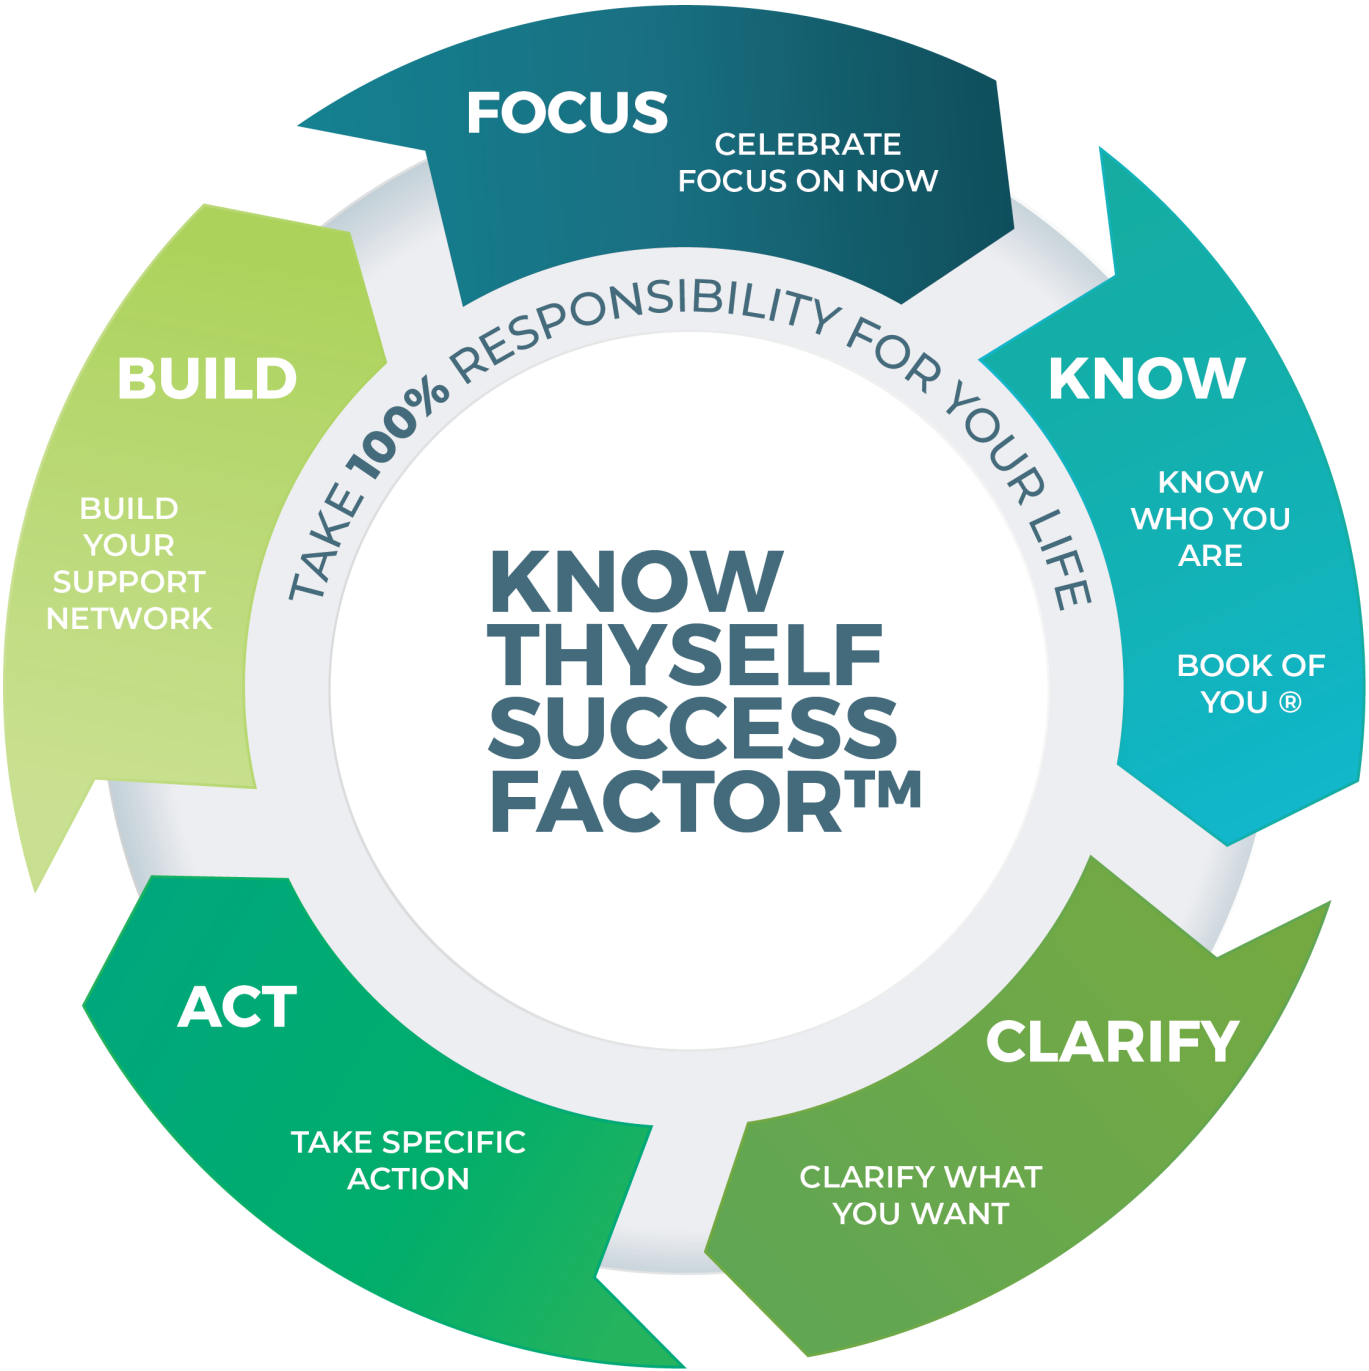 FOCUS
CELEBRATE
FOCUS ON NOW
KNOW
KNOW
WHO YOU
ARE
BOOK OF
YOU ®
CLARIFY
CLARIFY WHAT
YOU WANT
ACT
TAKE SPECIFIC
ACTION
BUILD
BUILD
YOUR
SUPPORT
NETWORK
TAKE 100% RESPONSIBILITY FOR YOUR LIFE
KNOW
THYSELF
SUCCESS
FACTOR™